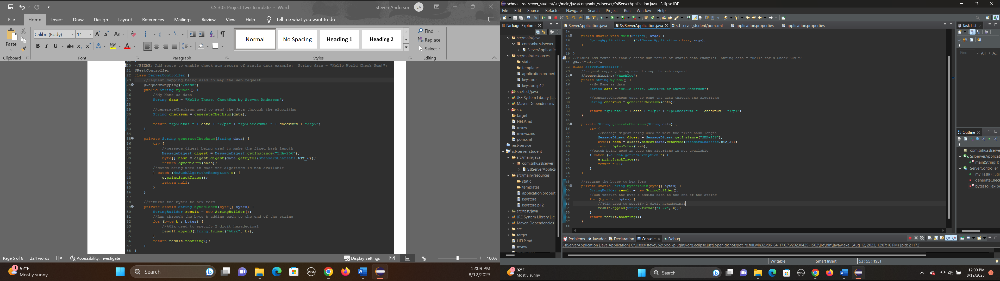 CS 305 Project Two Template - Word
Steven Anderson
SA
File Home Insert Draw Design Layout References Mailings Review View Help Tell me what you want to do
Paste
Calibri (Body) 11
Normal
No Spacing
Heading 1
Heading 2
Find
Replace
Select
Clipboard Font Paragraph Styles Editing
20 //FIXME: Add route to enable check sum return of static data example:  String data = "Hello World Check Sum!";
21 @RestController
22 class ServerController {
23 //request mapping being used to map the web request
24 @RequestMapping("/hash")
25 public String myHash() {
26 //My Name as data
27 String data = "Hello There. CheckSum by Steven Anderson";
28
29 //generateChecksum used to send the data through the algorithm
30 String checksum = generateChecksum(data);
31
32 return "<p>Data: " + data + "</p>" + "<p>Checksum: " + checksum + "</p>";
33 }
34
35 private String generateChecksum(String data) {
36 try {
37 //message digest being used to make the fixed hash length
38 MessageDigest digest = MessageDigest.getInstance("SHA-256");
39 byte[] hash = digest.digest(data.getBytes(StandardCharsets.UTF_8));
40 return bytesToHex(hash);
41 //catch being used in case the algorithm is not available
42 } catch (NoSuchAlgorithmException e) {
43 e.printStackTrace();
44 return null;
45 }
46 }
47
48 //returns the bytes to hex form
49 private static String bytesToHex(byte[] bytes) {
50 StringBuilder result = new StringBuilder();
51 //Run through the byte b adding each to the end of the string
52 for (byte b : bytes) {
53 //%02x used to specify 2 digit hexadecimal
54 result.append(String.format("%02x", b));
55 }
56 return result.toString();
57 }
58 }
Page 5 of 6 224 words Accessibility: Investigate Display Settings 100%
1
92°F
Mostly sunny
Search
12:09 PM
8/12/2023
school - ssl-server_student/src/main/java/com/snhu/sslserver/SslServerApplication.java - Eclipse IDE
File Edit Source Refactor Navigate Search Project Run Window Help
Package Explorer
src/main/java
com.snhu.sslserver
ServerApplicatio
src/main/resources
static
templates
application.propert
keystore
keystore.p12
src/test/java
JRE System Library [Jav
Maven Dependencies
src
target
HELP.md
mvnw
mvnw.cmd
pom.xml
rest-service
ssl-server_student
src/main/java
com.snhu.sslserver
SslServerApplica
src/main/resources
static
templates
application.propert
keystore
keystore.p12
src/test/java
JRE System Library [Jav
Maven Dependencies
src
target
HELP.md
mvnw
ServerApplication.java SslServerApplication.java ssl-server_student/pom.xml application.properties application.properties
14
15 public static void main(String[] args) {
16 SpringApplication.run(SslServerApplication.class, args);
17 }
18
19 }
20 //FIXME: Add route to enable check sum return of static data example:  String data = "Hello World Check Sum!";
21 @RestController
22 class ServerController {
23 //request mapping being used to map the web request
24 @RequestMapping("/hashTwo")
25 public String myHash() {
26 //My Name as data
27 String data = "Hello There. CheckSum by Steven Anderson";
28
29 //generateChecksum used to send the data through the algorithm
30 String checksum = generateChecksum(data);
31
32 return "<p>Data: " + data + "</p>" + "<p>Checksum: " + checksum + "</p>";
33 }
34
35 private String generateChecksum(String data) {
36 try {
37 //message digest being used to make the fixed hash length
38 MessageDigest digest = MessageDigest.getInstance("SHA-256");
39 byte[] hash = digest.digest(data.getBytes(StandardCharsets.UTF_8));
40 return bytesToHex(hash);
41 //catch being used in case the algorithm is not available
42 } catch (NoSuchAlgorithmException e) {
43 e.printStackTrace();
44 return null;
45 }
46 }
47
48 //returns the bytes to hex form
49 private static String bytesToHex(byte[] bytes) {
50 StringBuilder result = new StringBuilder();
51 //Run through the byte b adding each to the end of the string
52 for (byte b : bytes) {
53 //%02x used to specify 2 digit hexadecimal
54 result.append(String.format("%02x", b));
55 }
56 return result.toString();
57 }
58 }
Task List
Find All A...
Outline
com.snhu.sslserve
SslServerApplicat
main(String[])
ServerController
myHash() : Stri
generateChecl
bytesToHex(by
Problems Javadoc Declaration Console Debug
SslServerApplication [Java Application] C:\Users\steve\.p2\pool\plugins\org.eclipse.justj.openjdk.hotspot.jre.full.win32.x86_64_17.0.7.v20230425-1502\jre\bin\javaw.exe (Aug 12, 2023, 12:07:16 PM) [pid: 21172]
Writable Smart Insert 53 : 55 : 1951
1
92°F
Mostly sunny
Search
12:09 PM
8/12/2023
1